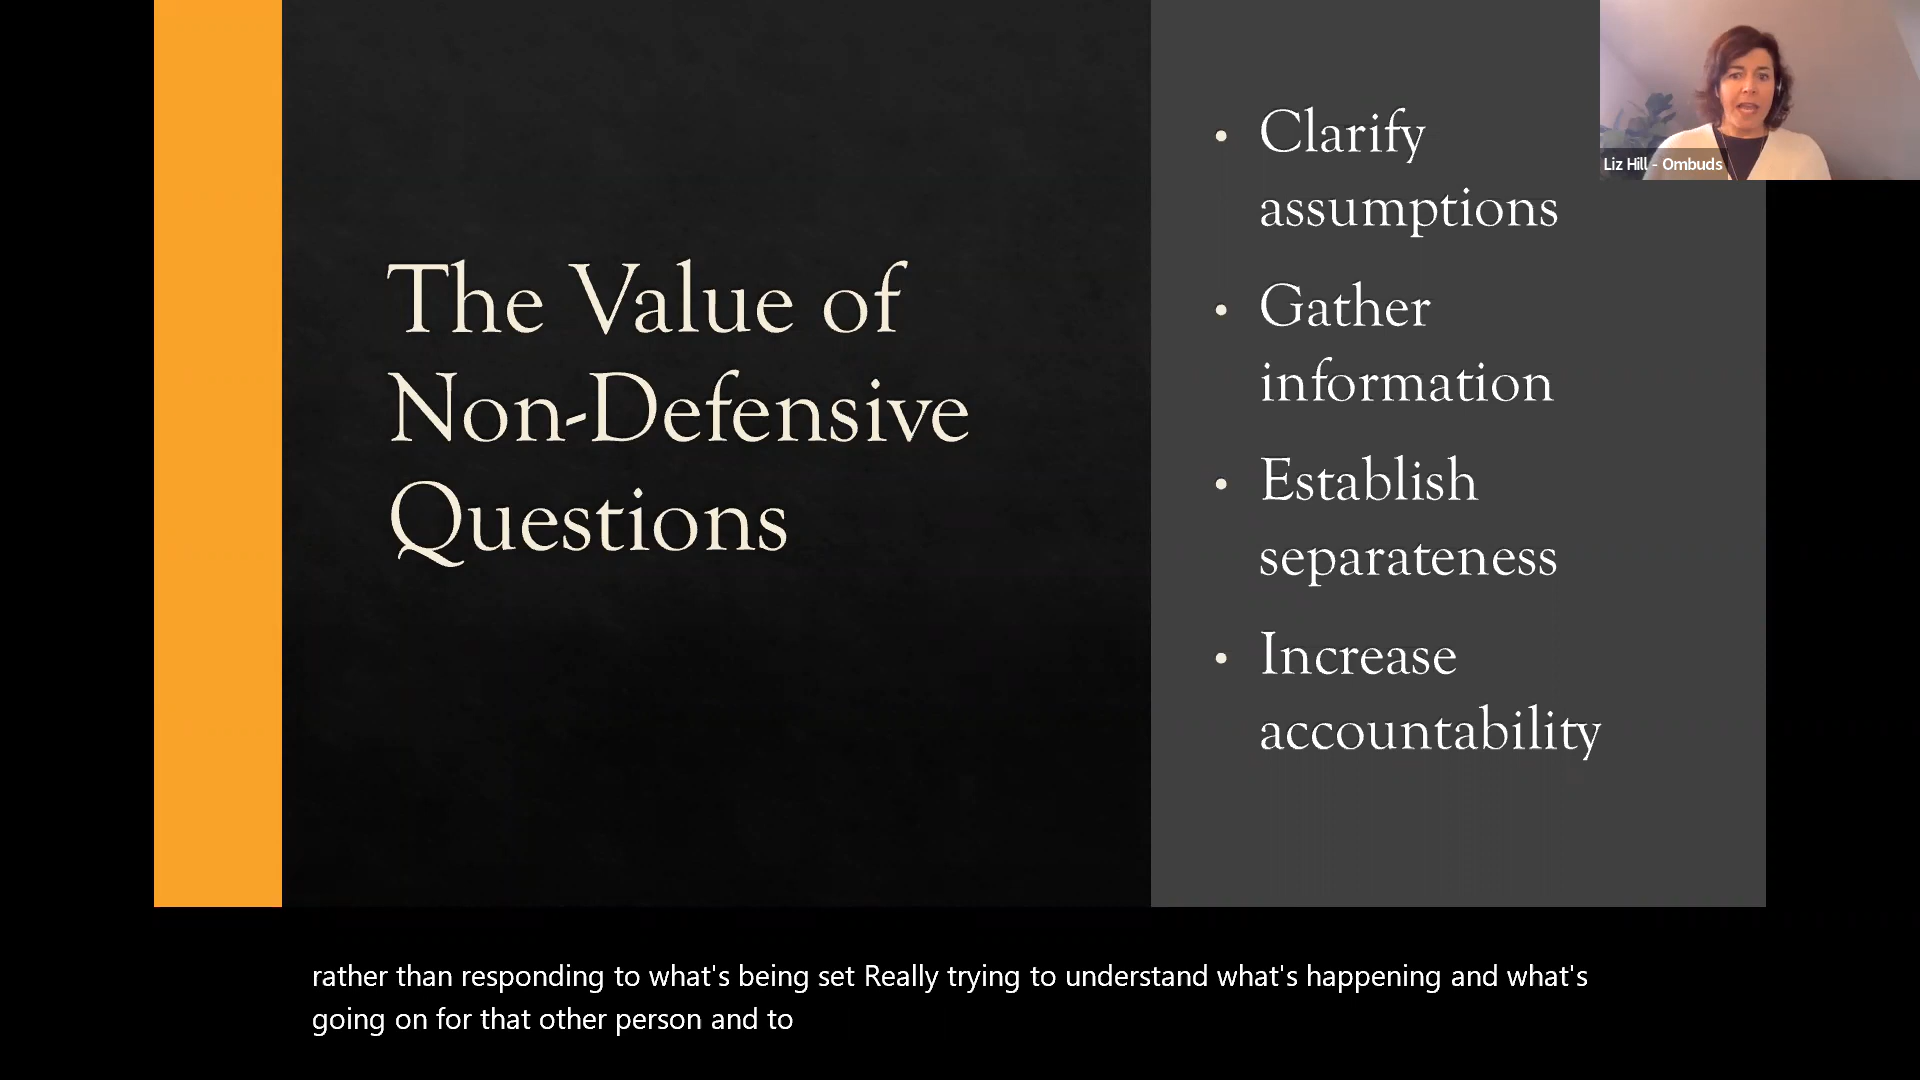 The Value of
Non-Defensive
Questions
• Clarify
assumptions
• Gather
information
• Establish
separateness
• Increase
accountability
Liz Hill - Ombuds
rather than responding to what's being set Really trying to understand what's happening and what's
going on for that other person and to